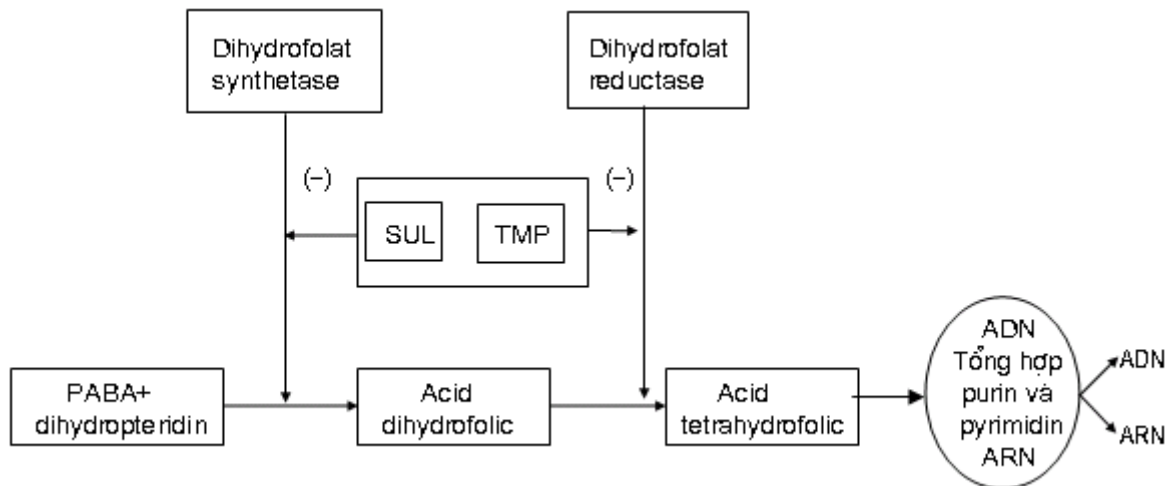 Dihydrofolat
synthetase
Dihydrofolat
reductase
(−)
(−)
SUL
TMP
PABA+
dihydropteridin
Acid
dihydrofolic
Acid
tetrahydrofolic
ADN
Tổng hợp
purin và
pyrimidin
ARN
ADN
ARN